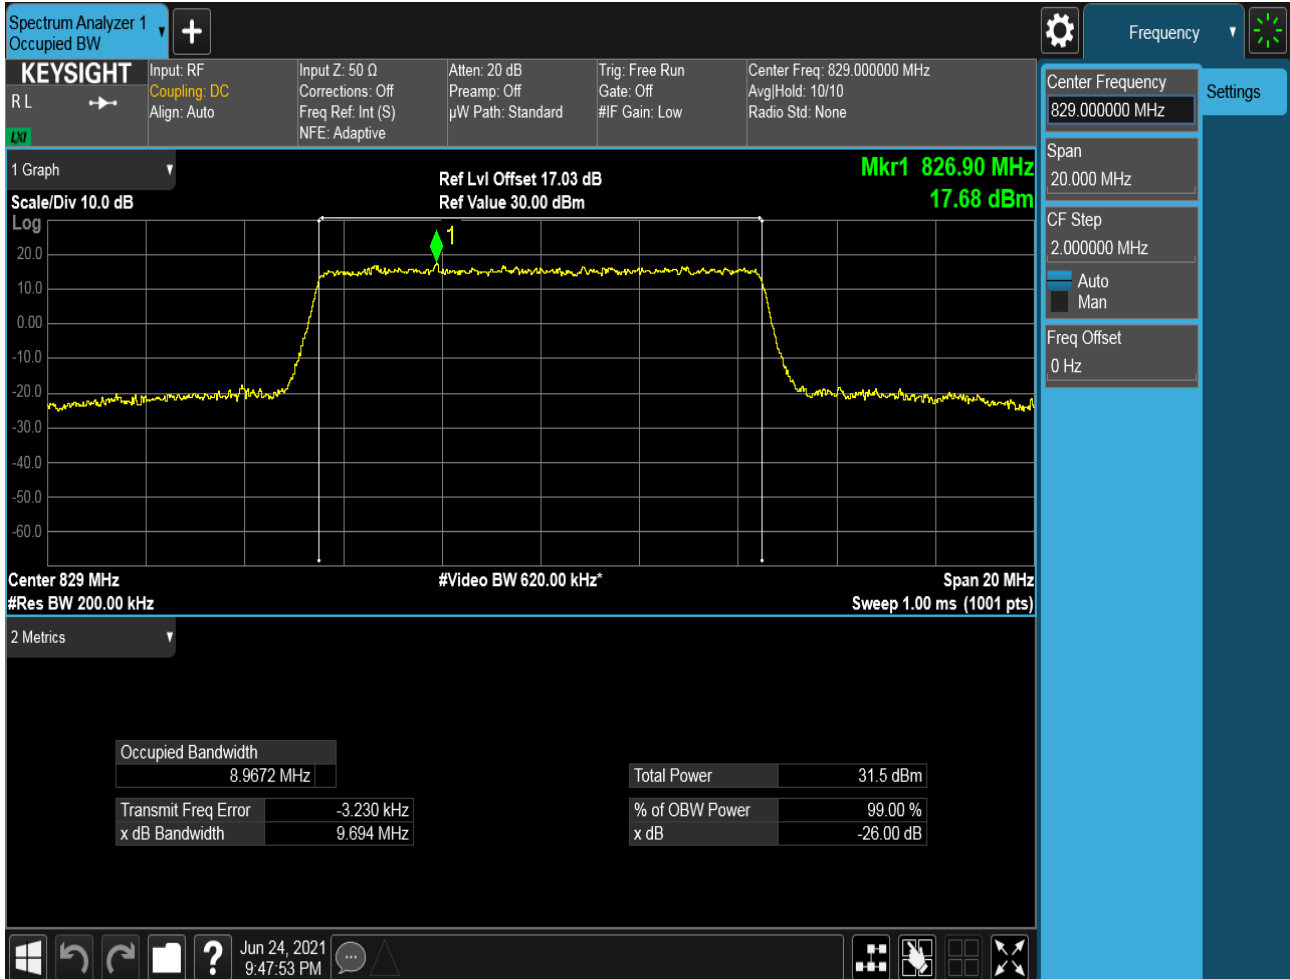 Spectrum Analyzer 1
Occupied BW
Frequency
KEYSIGHT
R L
LXI
Input: RF
Coupling: DC
Align: Auto
Input Z: 50 Ω
Corrections: Off
Freq Ref: Int (S)
NFE: Adaptive
Atten: 20 dB
Preamp: Off
µW Path: Standard
Trig: Free Run
Gate: Off
#IF Gain: Low
Center Freq: 829.000000 MHz
Avg|Hold: 10/10
Radio Std: None
Center Frequency
829.000000 MHz
Settings
Span
20.000 MHz
CF Step
2.000000 MHz
Auto
Man
Freq Offset
0 Hz
1 Graph
Scale/Div 10.0 dB
Ref Lvl Offset 17.03 dB
Ref Value 30.00 dBm
Mkr1 826.90 MHz
17.68 dBm
Log
1
20.0
10.0
0.00
-10.0
-20.0
-30.0
-40.0
-50.0
-60.0
Center 829 MHz
#Video BW 620.00 kHz*
Span 20 MHz
#Res BW 200.00 kHz
Sweep 1.00 ms (1001 pts)
2 Metrics
Occupied Bandwidth
8.9672 MHz
Total Power 31.5 dBm
Transmit Freq Error -3.230 kHz
% of OBW Power 99.00 %
x dB Bandwidth 9.694 MHz
x dB -26.00 dB
?
Jun 24, 2021
9:47:53 PM